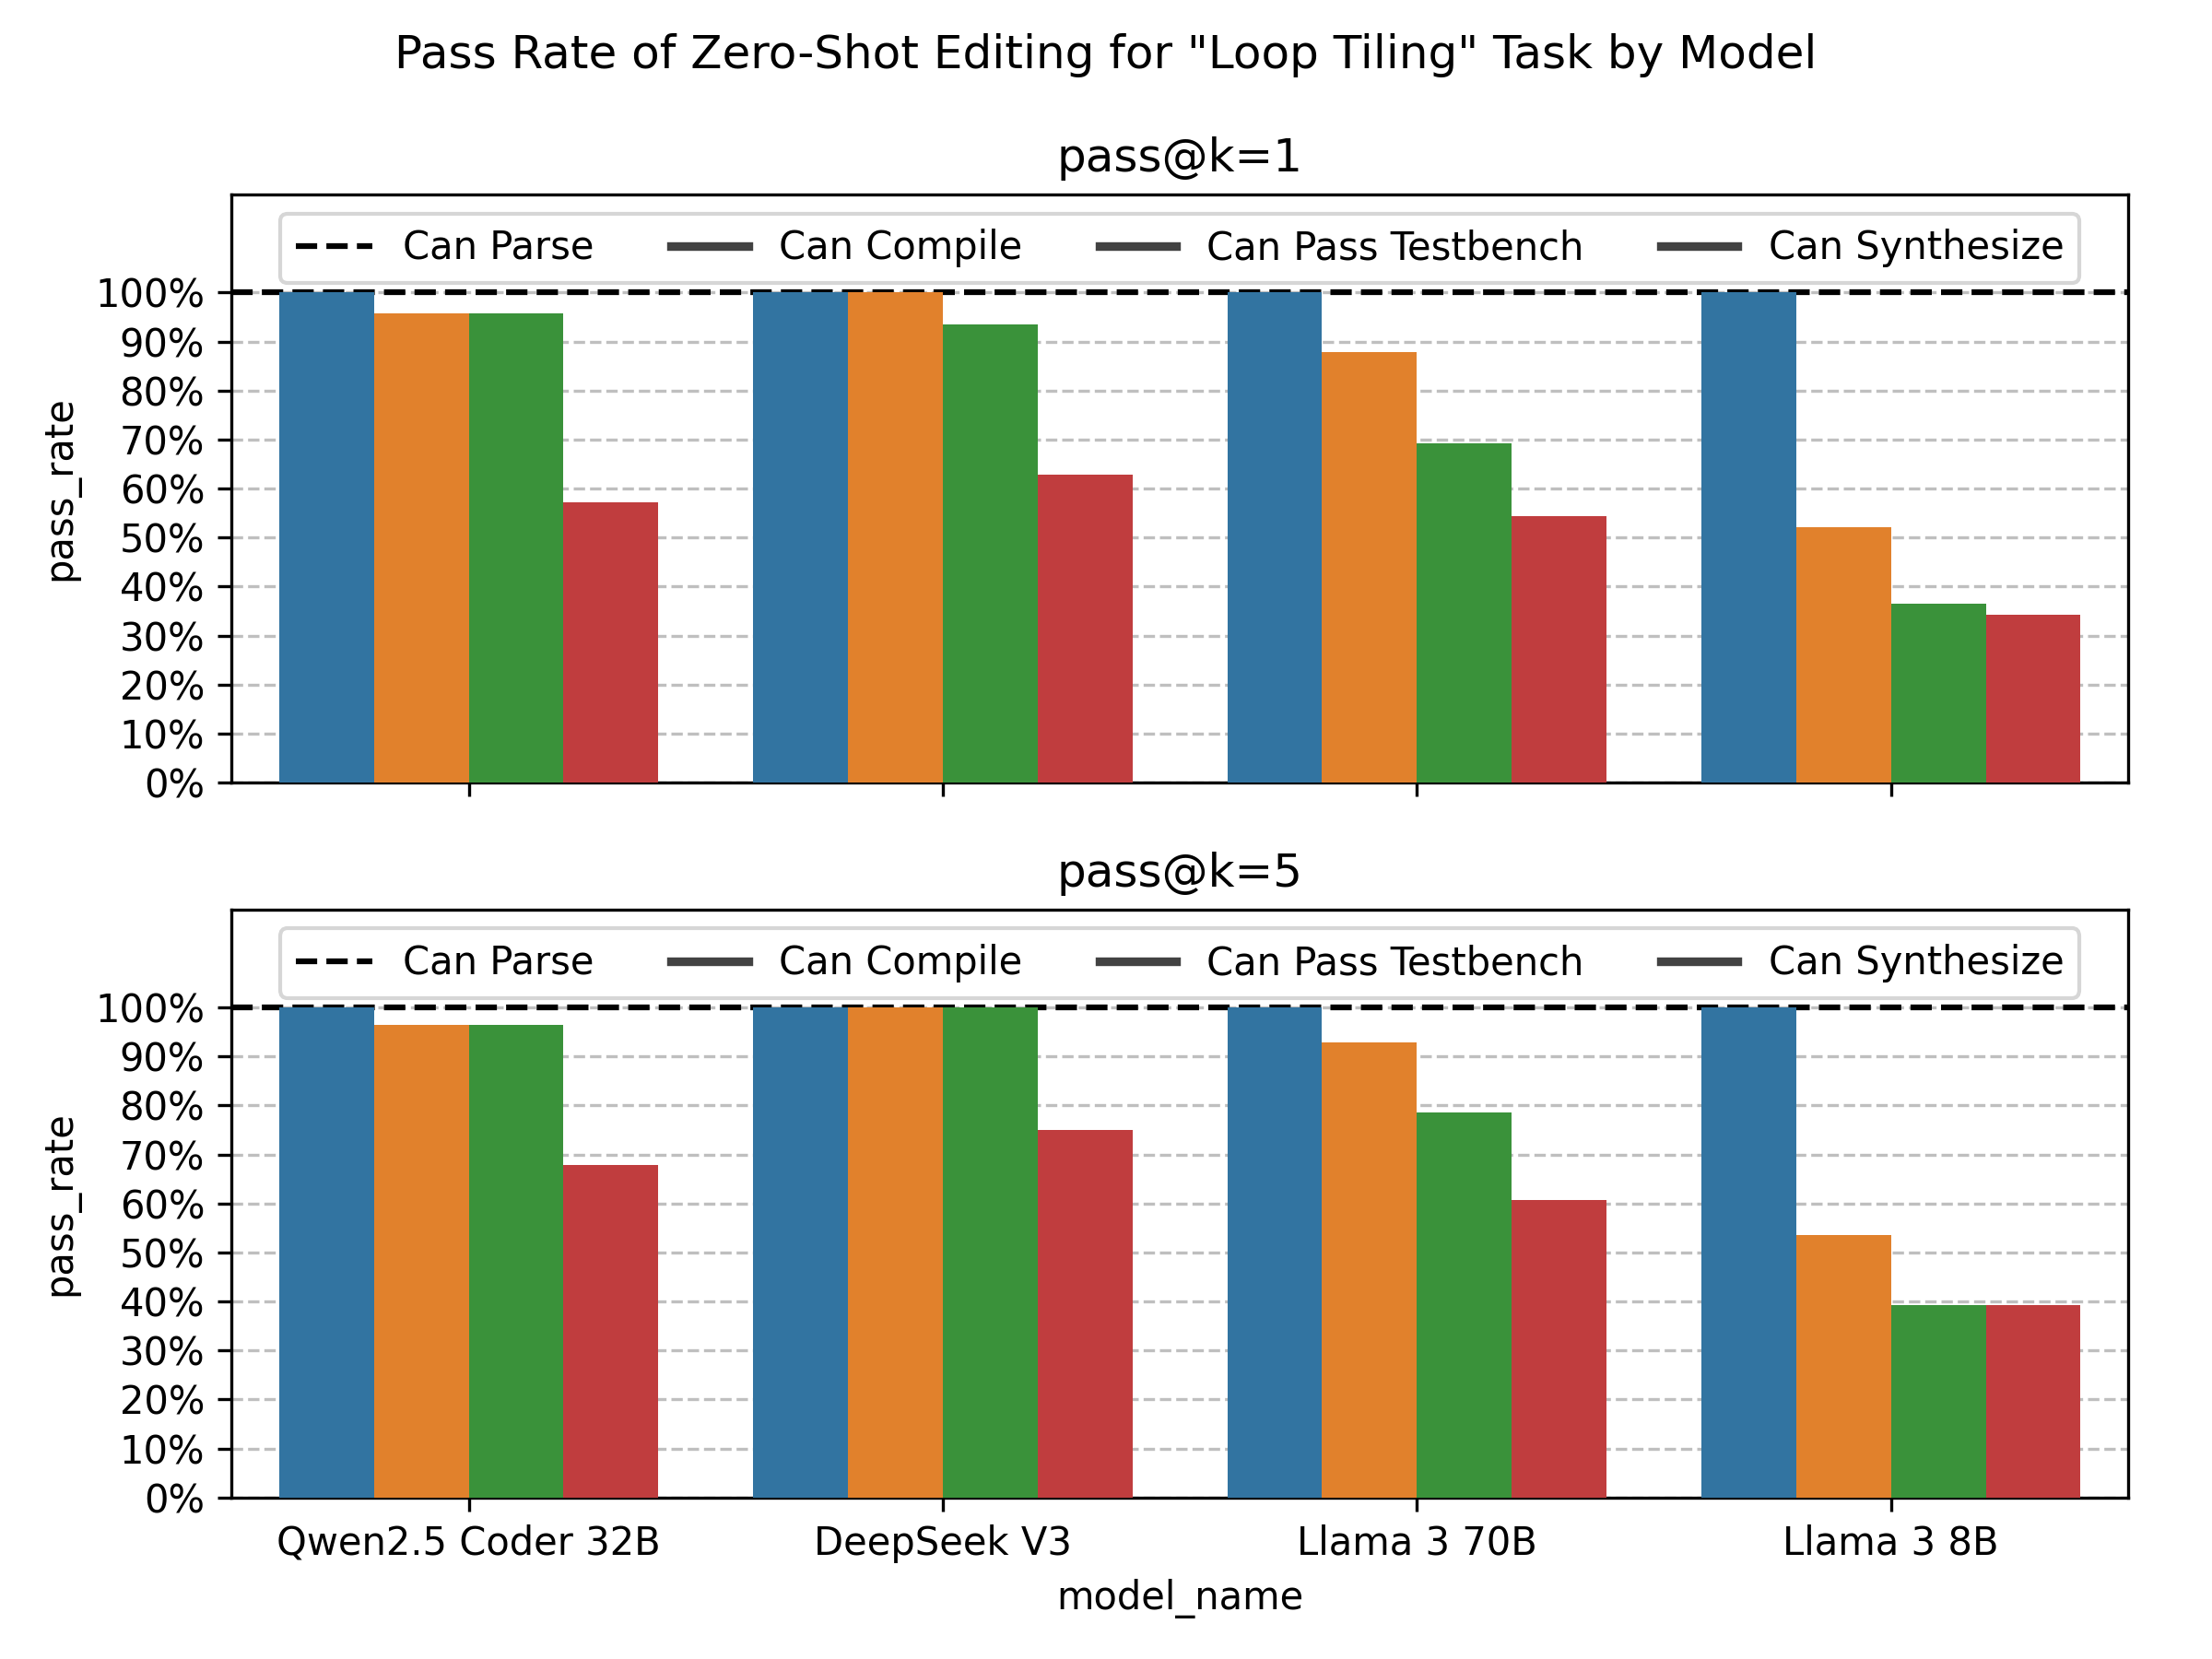 Pass Rate of Zero-Shot Editing for "Loop Tiling" Task by Model
pass@k=1
Can Parse Can Compile Can Pass Testbench Can Synthesize
100%
90%
80%
70%
60%
50%
40%
30%
20%
10%
0%
pass_rate
pass@k=5
Can Parse Can Compile Can Pass Testbench Can Synthesize
100%
90%
80%
70%
60%
50%
40%
30%
20%
10%
0%
pass_rate
Qwen2.5 Coder 32B DeepSeek V3 Llama 3 70B Llama 3 8B
model_name